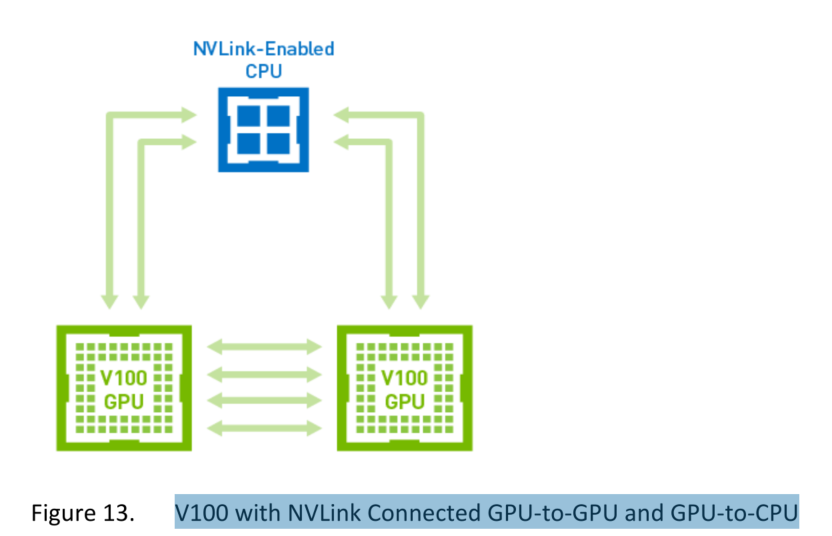 NVLink-Enabled
CPU
V100
GPU
V100
GPU
Figure 13. V100 with NVLink Connected GPU-to-GPU and GPU-to-CPU